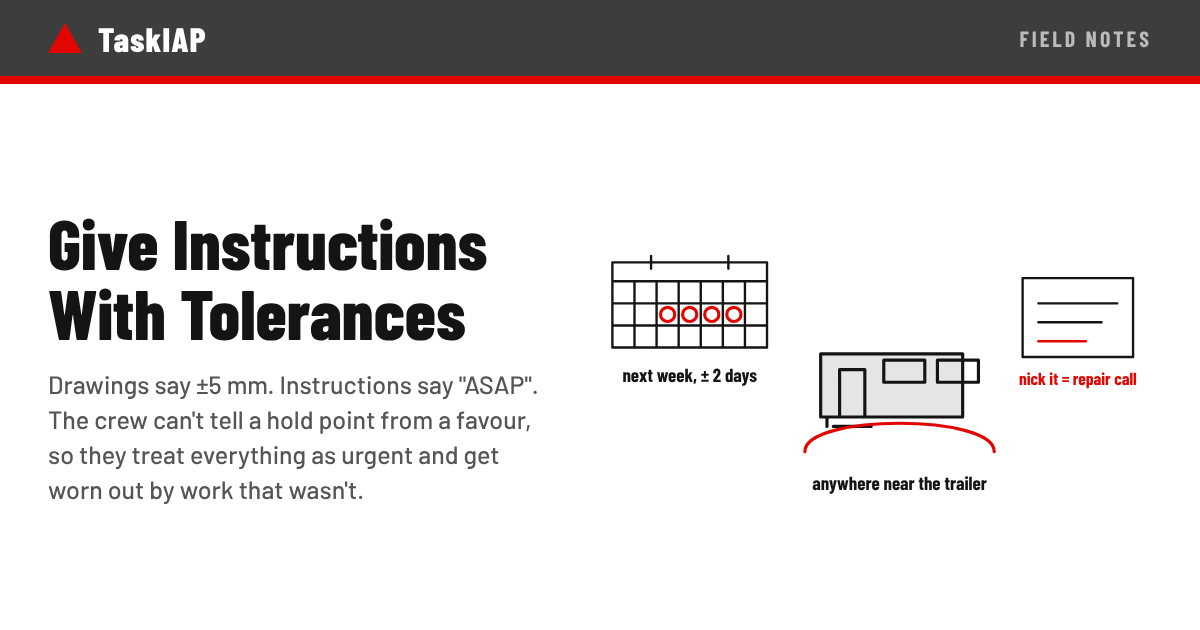 TaskIAP
FIELD NOTES
Give Instructions
With Tolerances
Drawings say ±5 mm. Instructions say "ASAP".
The crew can't tell a hold point from a favour,
so they treat everything as urgent and get
worn out by work that wasn't.
next week, ± 2 days
anywhere near the trailer
nick it = repair call